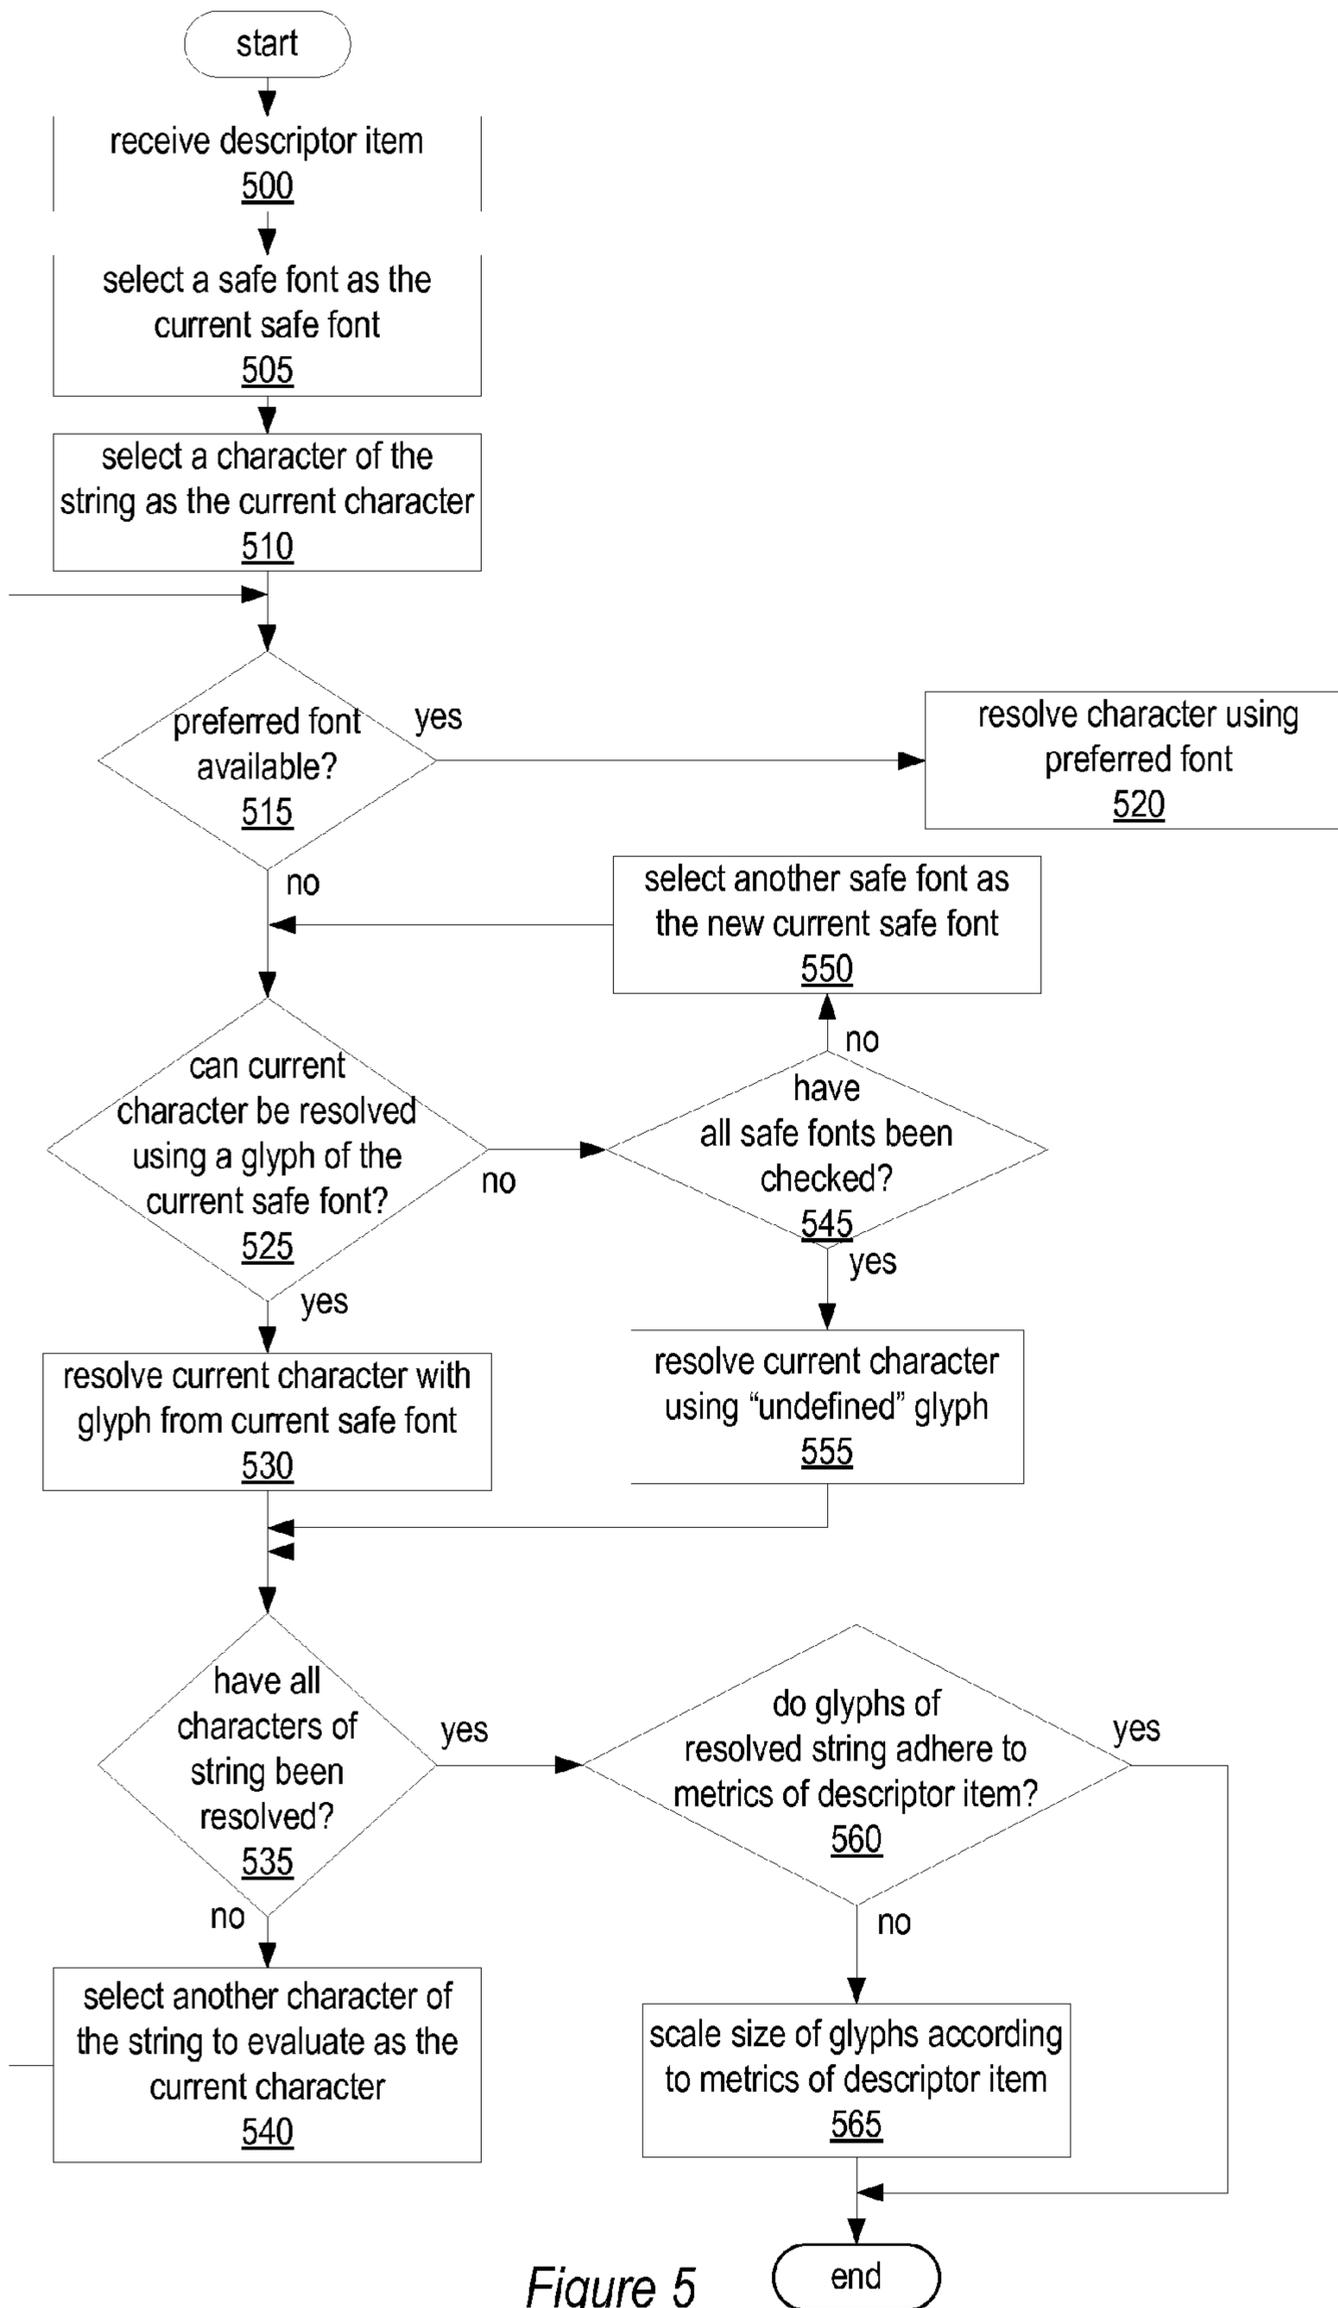 start
receive descriptor item
500
select a safe font as the
current safe font
505
select a character of the
string as the current character
510
preferred font
available?
515
yes
resolve character using
preferred font
520
no
select another safe font as
the new current safe font
550
no
can current
character be resolved
using a glyph of the
current safe font?
525
no
have
all safe fonts been
checked?
545
yes
yes
resolve current character with
glyph from current safe font
530
resolve current character
using “undefined” glyph
555
have all
characters of
string been
resolved?
535
yes
do glyphs of
resolved string adhere to
metrics of descriptor item?
560
yes
no
no
select another character of
the string to evaluate as the
current character
540
scale size of glyphs according
to metrics of descriptor item
565
end
Figure 5